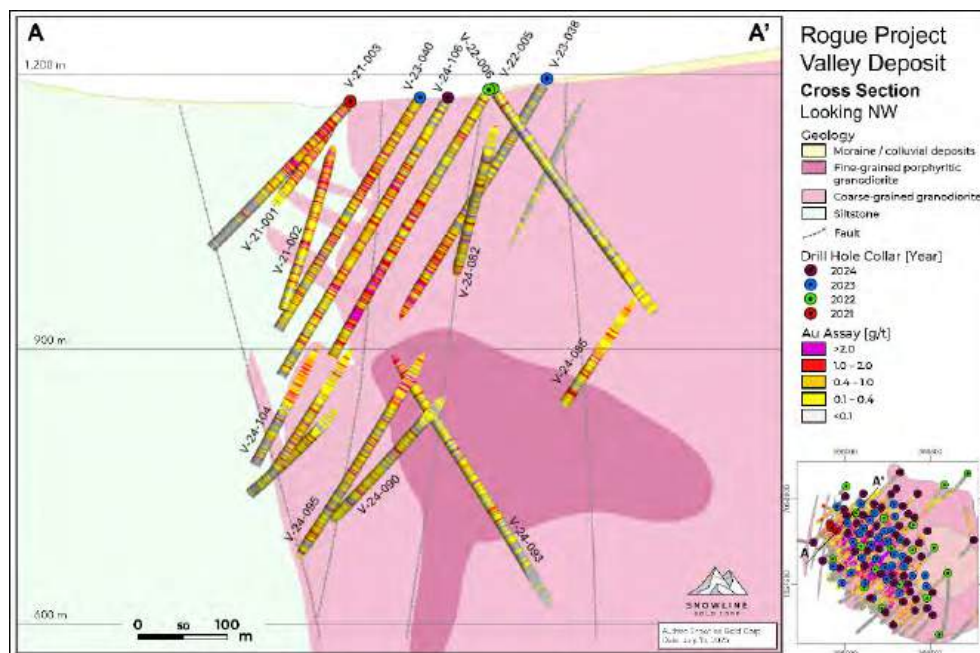 A
A'
V-21-003
V-23-040
V-24-106
V-22-006
V-22-005
V-23-038
1,200 m
V-21-001
V-21-002
V-24-082
900 m
V-24-085
V-24-104
V-24-095
V-24-090
V-24-093
600 m
0 50 100
m
SNOWLINE
GOLD CORP
Rogue Project
Valley Deposit
Cross Section
Looking NW
Geology
Moraine / colluvial deposits
Fine-grained porphyritic
granodiorite
Coarse-grained granodiorite
Siltstone
Fault
Drill Hole Collar [Year]
2024
2023
2022
2021
Au Assay [g/t]
>2.0
1.0 - 2.0
0.4 - 1.0
0.1 - 0.4
<0.1
A'
A